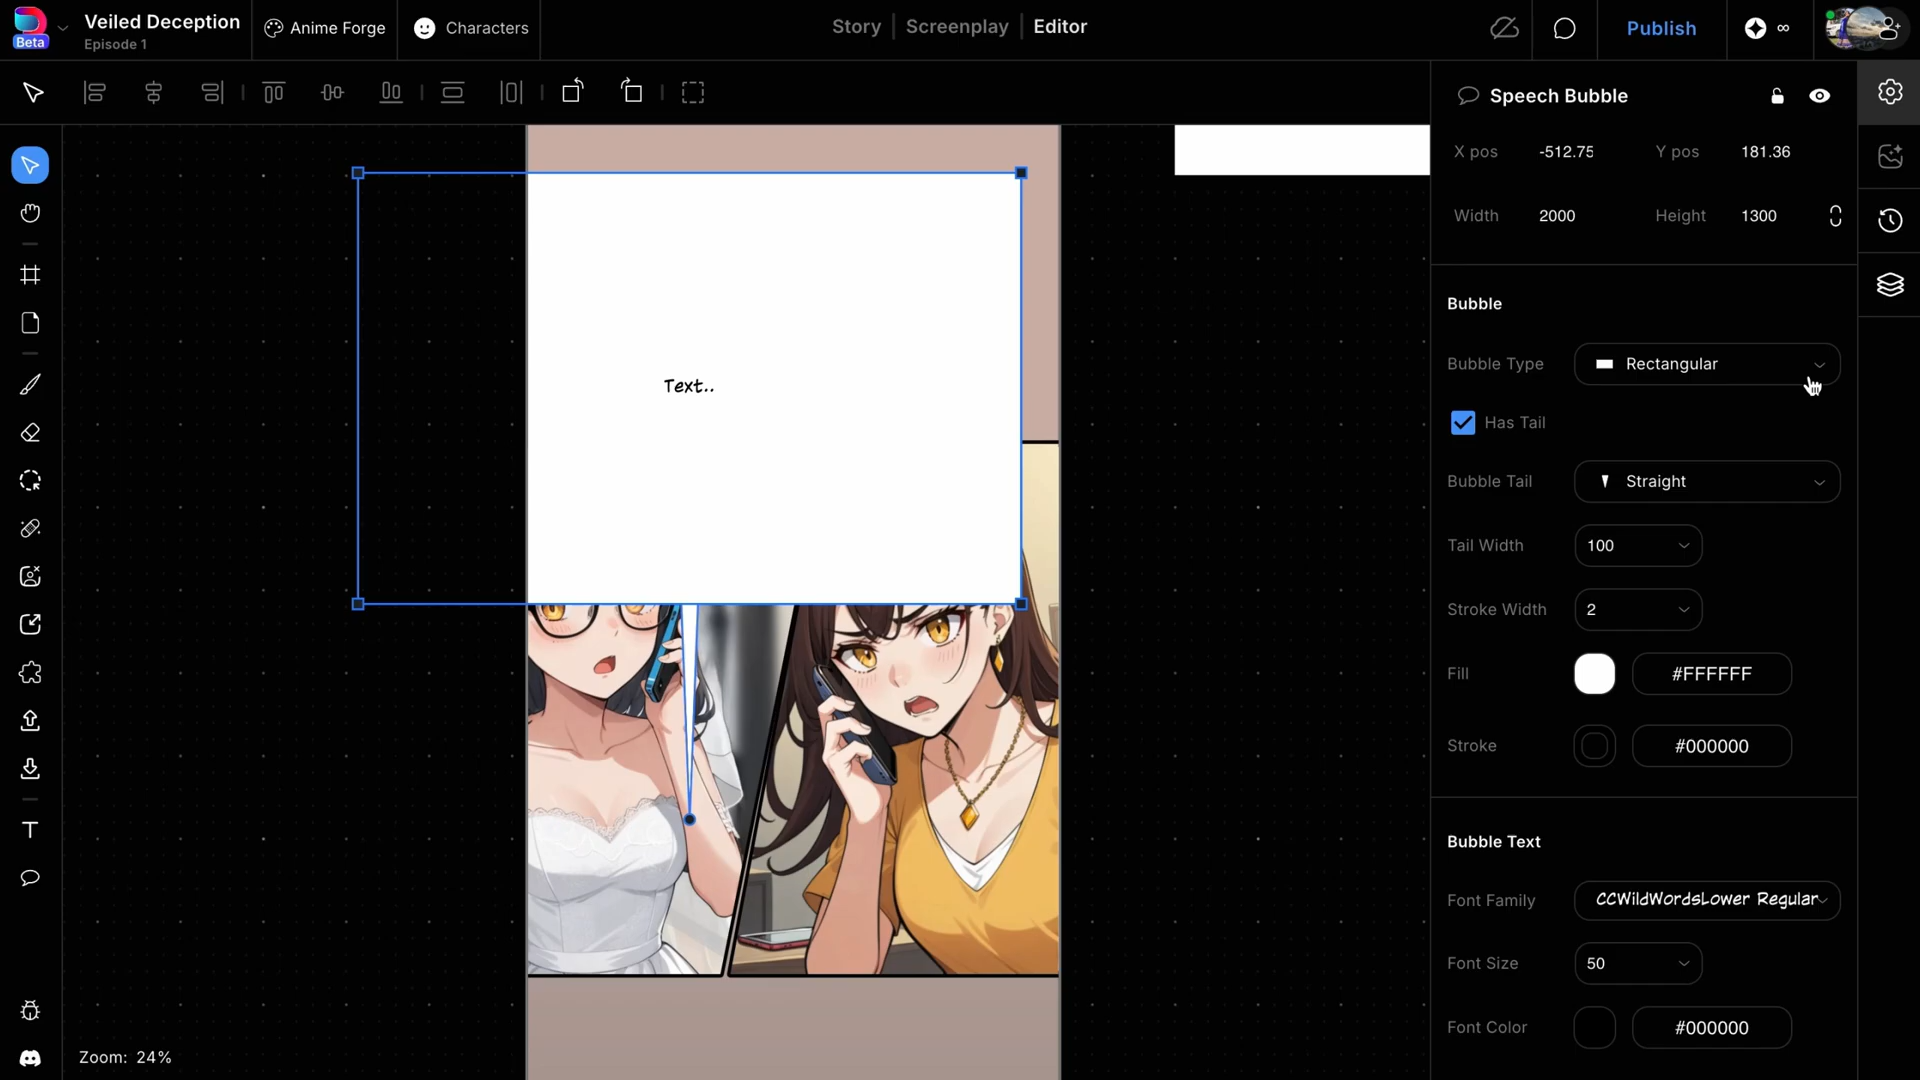 Veiled Deception
Beta
Episode 1
Anime Forge
Characters
Story
Screenplay
Editor
Publish
∞
Speech Bubble
X pos -512.75 Y pos 181.36
Width 2000 Height 1300
Bubble
Bubble Type Rectangular
Has Tail
Bubble Tail Straight
Tail Width 100
Stroke Width 2
Fill #FFFFFF
Stroke #000000
Bubble Text
Font Family CCWildWordsLower Regular
Font Size 50
Font Color #000000
Text..
T
Zoom: 24%